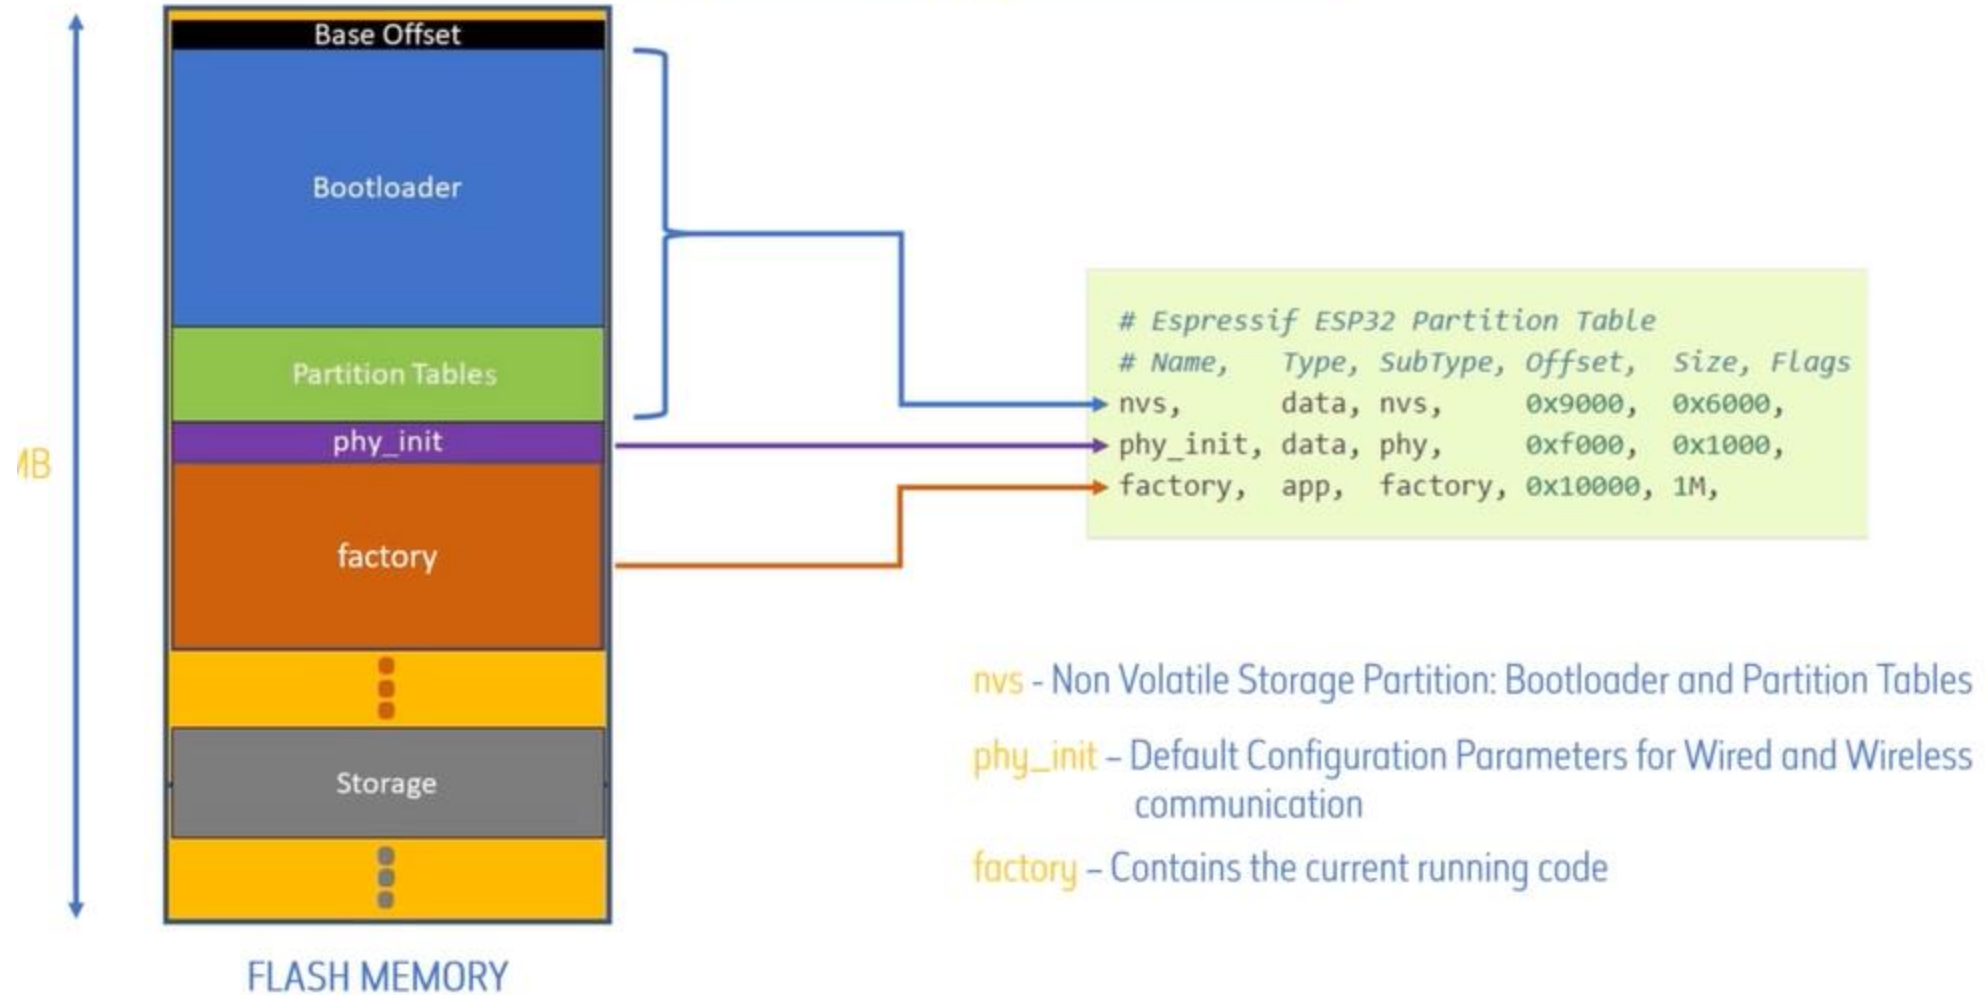 Base Offset
Bootloader
Partition Tables
phy_init
factory
Storage
FLASH MEMORY
# Espressif ESP32 Partition Table
# Name, Type, SubType, Offset, Size, Flags
nvs, data, nvs, 0x9000, 0x6000,
phy_init, data, phy, 0xf000, 0x1000,
factory, app, factory, 0x10000, 1M,
nvs - Non Volatile Storage Partition: Bootloader and Partition Tables
phy_init – Default Configuration Parameters for Wired and Wireless
communication
factory – Contains the current running code